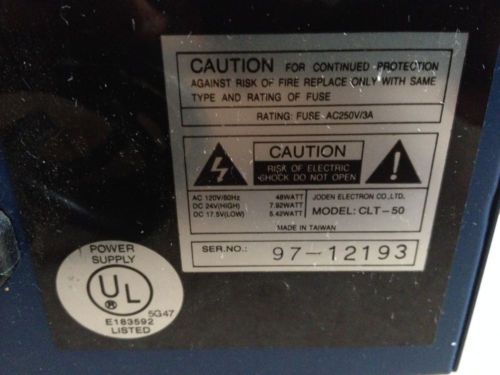 CAUTION FOR CONTINUED PROTECTION
AGAINST RISK OF FIRE REPLACE ONLY WITH SAME
TYPE AND RATING OF FUSE
RATING: FUSE AC250V/3A
CAUTION
RISK OF ELECTRIC
SHOCK DO NOT OPEN
AC 120V/60Hz 48WATT
DC 24V(HIGH) 7.92WATT
DC 17.5V(LOW) 5.42WATT
JODEN ELECTRON CO.,LTD.
MODEL: CLT-50
MADE IN TAIWAN
SER.NO.: 97-12193
POWER
SUPPLY
UL
®
5G47
E183592
LISTED